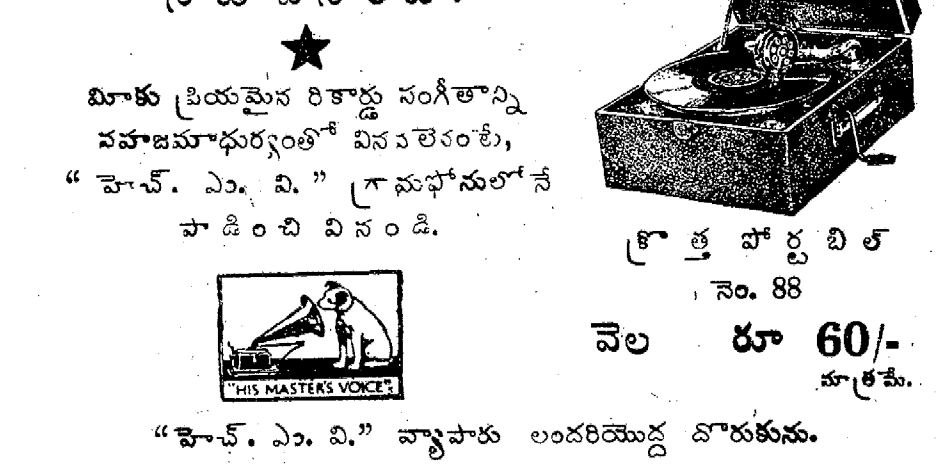 మీకు ప్రియమైన రికార్డు సంగీతాన్ని
సహజమాధుర్యంతో వినవలెనంటే,
“ హెచ్. ఎం. వి. ” గ్రామఫోనులోనే
పాడించి వినండి.
క్రొత్త పోర్టబిల్
నెం. 88
వెల రూ 60/-
మాత్రమే.
"HIS MASTER'S VOICE"
“హెచ్. ఎం. వి.” వ్యాపారు లందరియొద్ద దొరుకును.